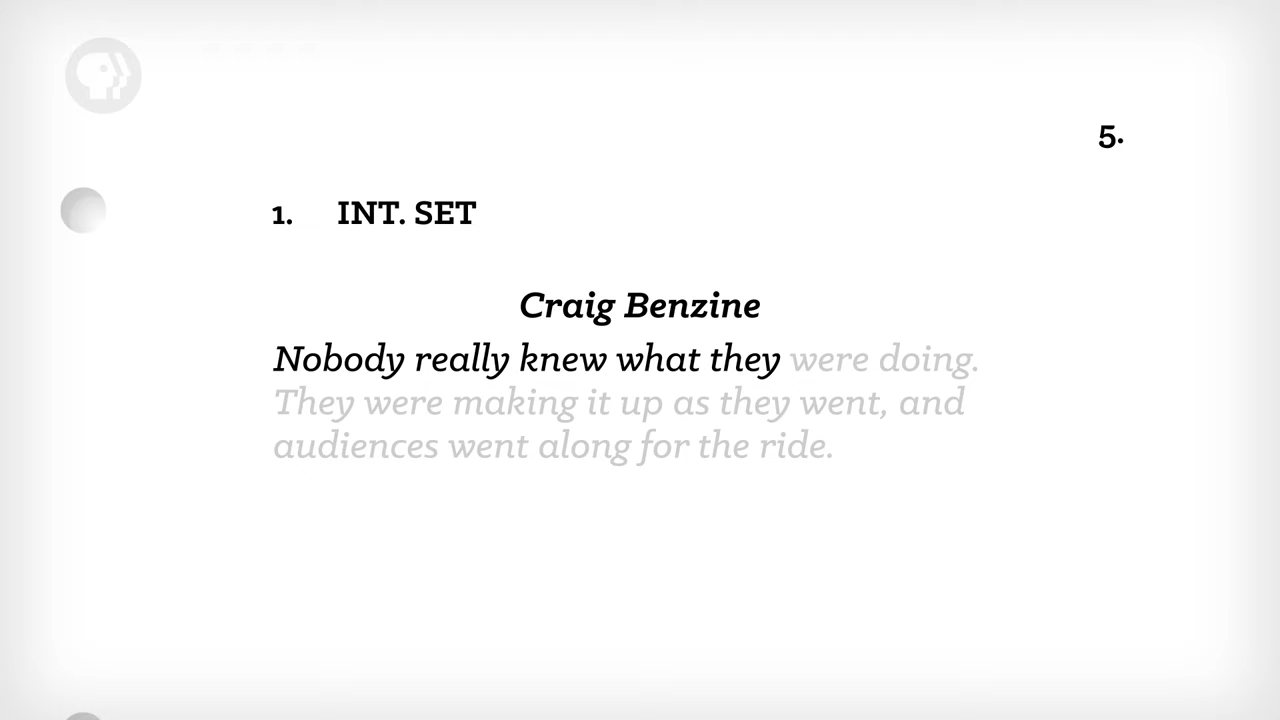 5.
1. INT. SET
Craig Benzine
Nobody really knew what they were doing.
They were making it up as they went, and
audiences went along for the ride.